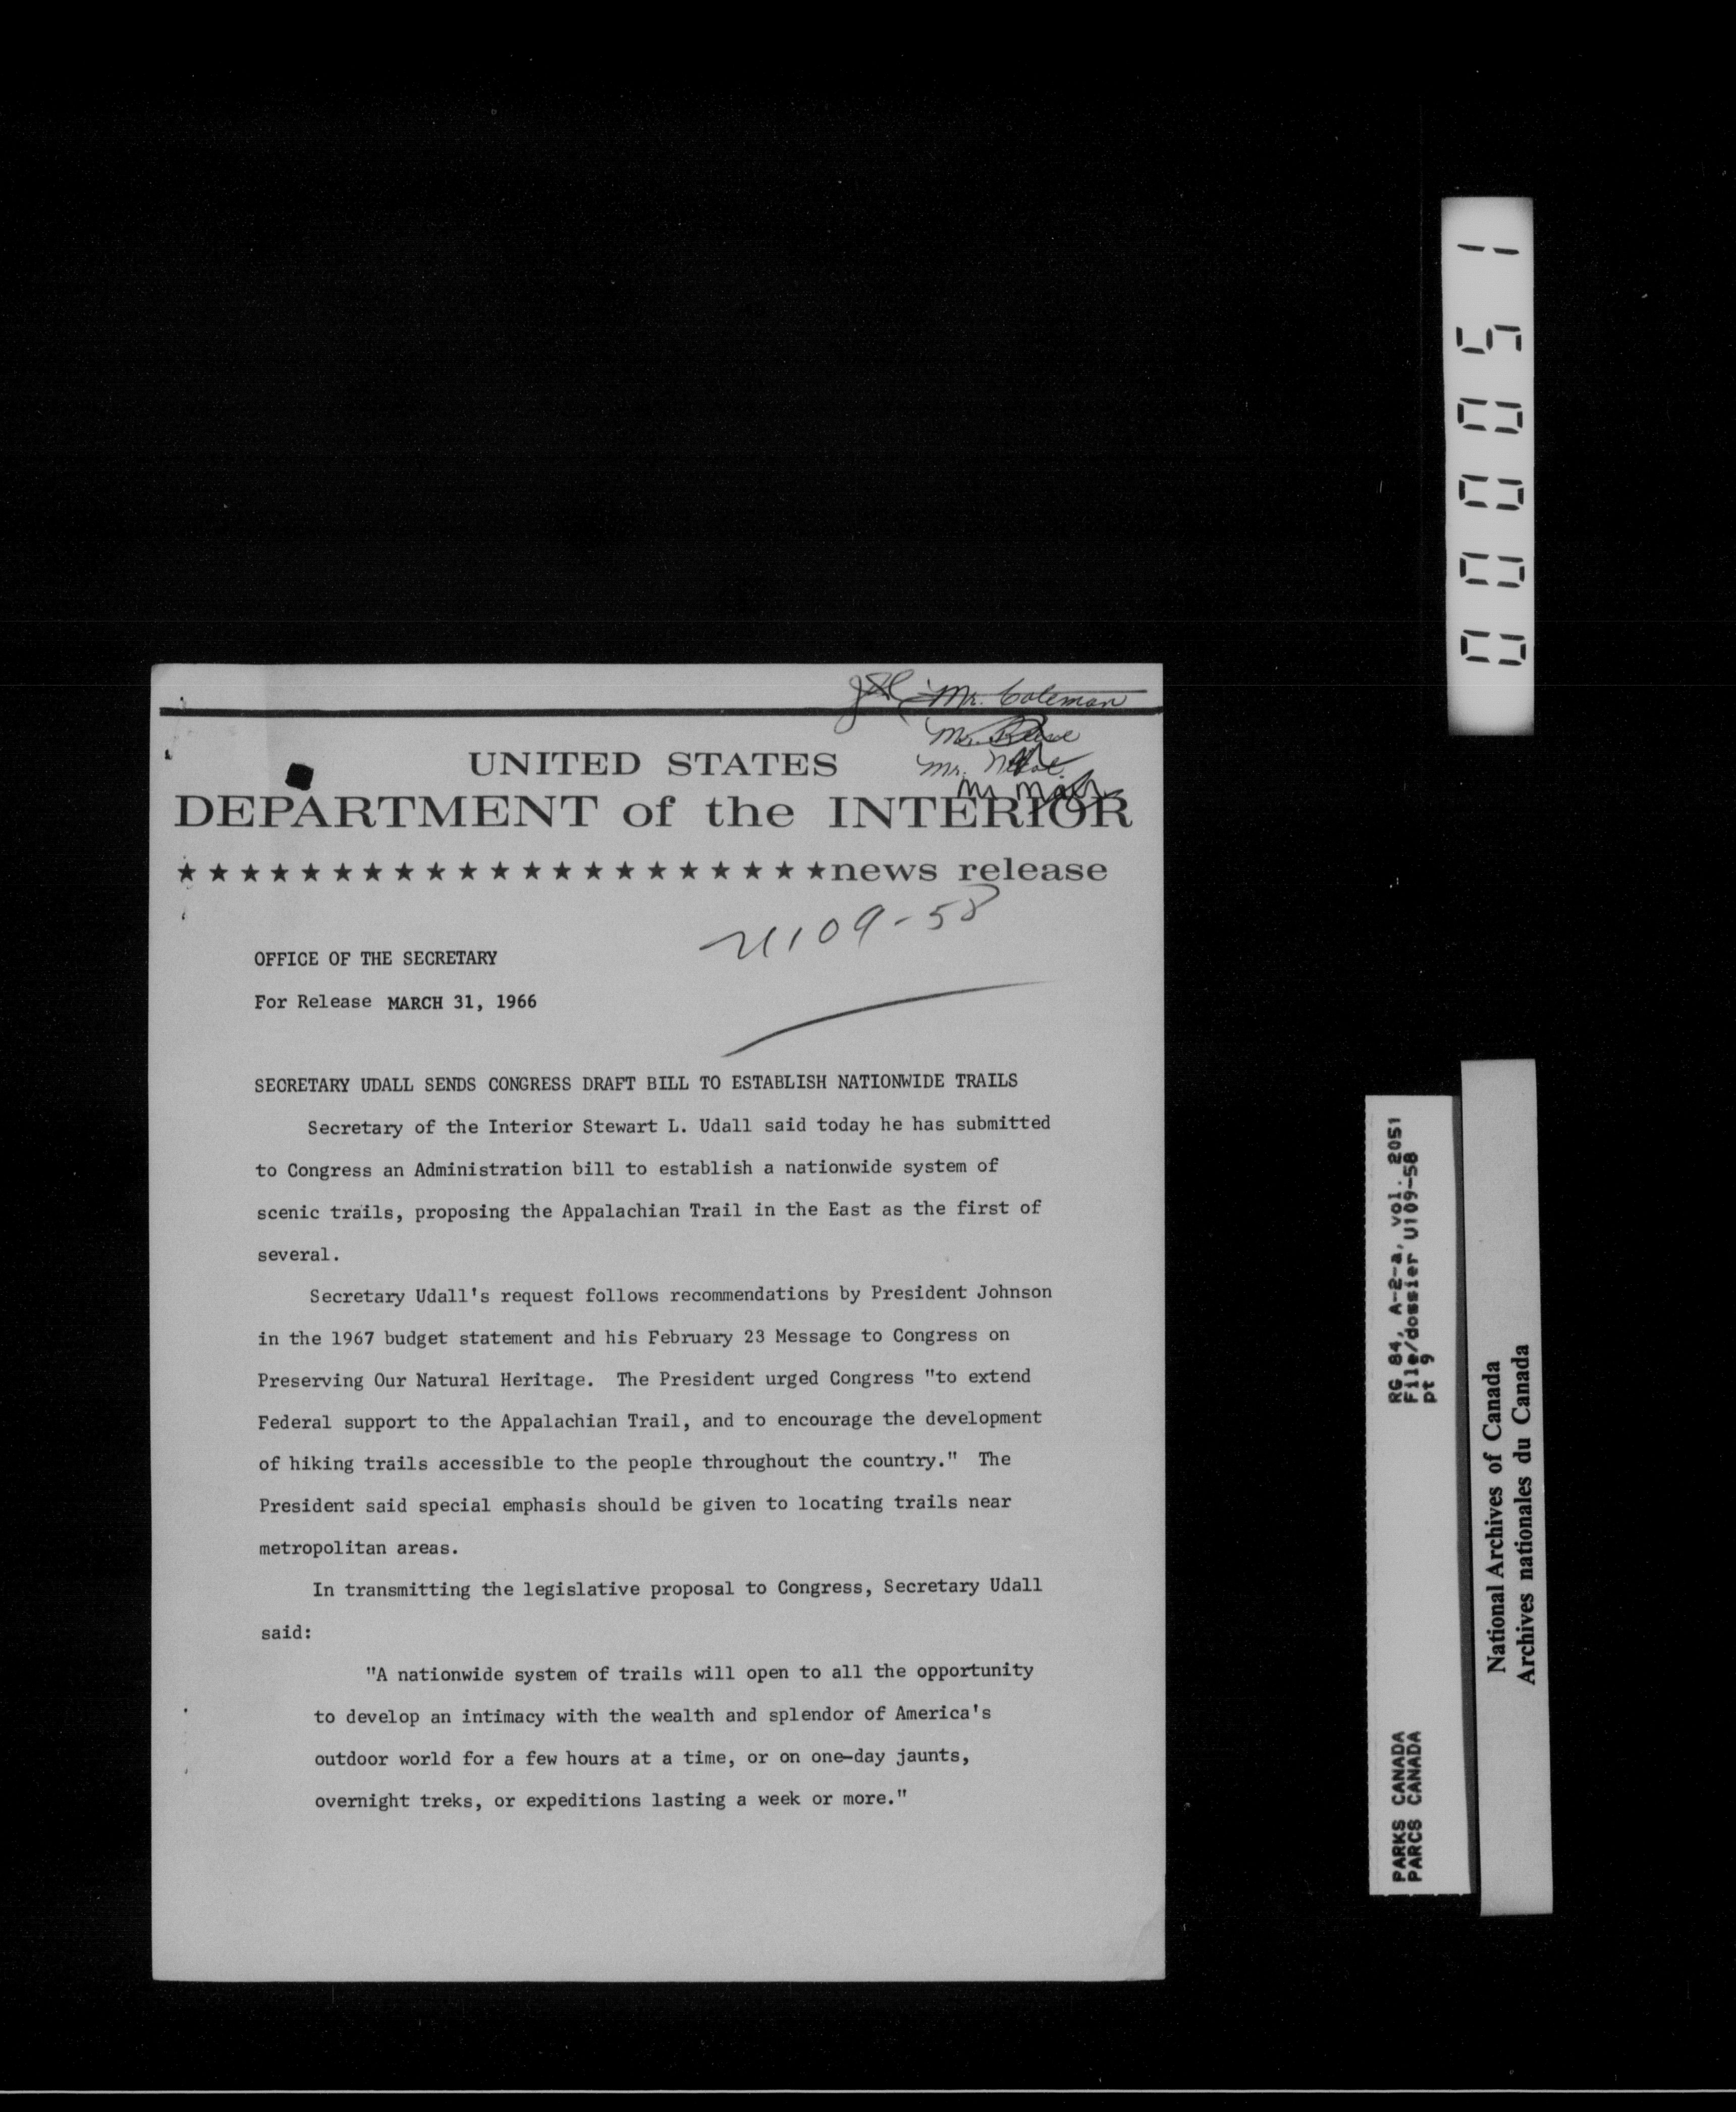 Mr. Coleman
Mr.
Mr.
UNITED STATES
DEPARTMENT of the INTERIOR
★ ★ ★ ★ ★ ★ ★ ★ ★ ★ ★ ★ ★ ★ ★ ★ ★ ★ ★ ★ ★ news release
U109-58
OFFICE OF THE SECRETARY
For Release MARCH 31, 1966
SECRETARY UDALL SENDS CONGRESS DRAFT BILL TO ESTABLISH NATIONWIDE TRAILS
Secretary of the Interior Stewart L. Udall said today he has submitted
to Congress an Administration bill to establish a nationwide system of
scenic trails, proposing the Appalachian Trail in the East as the first of
several.
Secretary Udall's request follows recommendations by President Johnson
in the 1967 budget statement and his February 23 Message to Congress on
Preserving Our Natural Heritage. The President urged Congress "to extend
Federal support to the Appalachian Trail, and to encourage the development
of hiking trails accessible to the people throughout the country." The
President said special emphasis should be given to locating trails near
metropolitan areas.
In transmitting the legislative proposal to Congress, Secretary Udall
said:
"A nationwide system of trails will open to all the opportunity
to develop an intimacy with the wealth and splendor of America's
outdoor world for a few hours at a time, or on one-day jaunts,
overnight treks, or expeditions lasting a week or more."
000051
RG 84, A-2-a, vol. 2051
File/dossier U109-58
pt 9
PARKS CANADA
PARCS CANADA
National Archives of Canada
Archives nationales du Canada